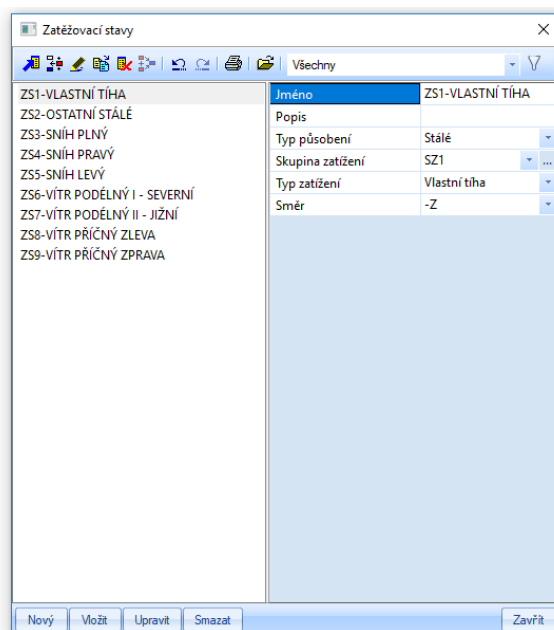 Zatěžovací stavy
Všechny
ZS1-VLASTNÍ TÍHA
ZS2-OSTATNÍ STÁLÉ
ZS3-SNÍH PLNÝ
ZS4-SNÍH PRAVÝ
ZS5-SNÍH LEVÝ
ZS6-VÍTR PODÉLNÝ I - SEVERNÍ
ZS7-VÍTR PODÉLNÝ II - JIŽNÍ
ZS8-VÍTR PŘÍČNÝ ZLEVA
ZS9-VÍTR PŘÍČNÝ ZPRAVA
Jméno ZS1-VLASTNÍ TÍHA
Popis
Typ působení Stálé
Skupina zatížení SZ1 ...
Typ zatížení Vlastní tíha
Směr -Z
Nový Vložit Upravit Smazat Zavřít